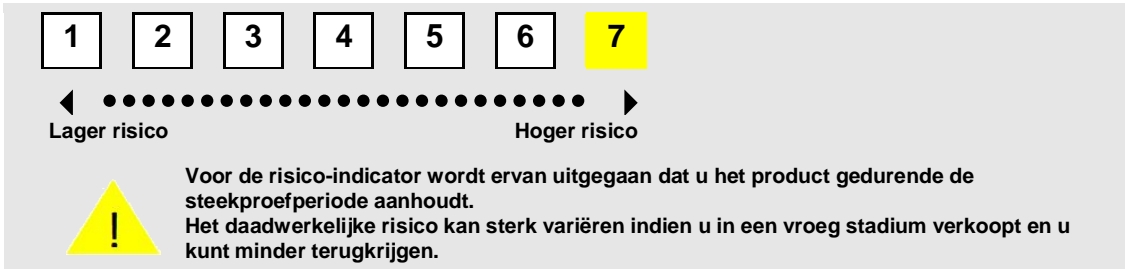 1 2 3 4 5 6 7
Lager risico Hoger risico
!
Voor de risico-indicator wordt ervan uitgegaan dat u het product gedurende de
steekproefperiode aanhoudt.
Het daadwerkelijke risico kan sterk variëren indien u in een vroeg stadium verkoopt en u
kunt minder terugkrijgen.